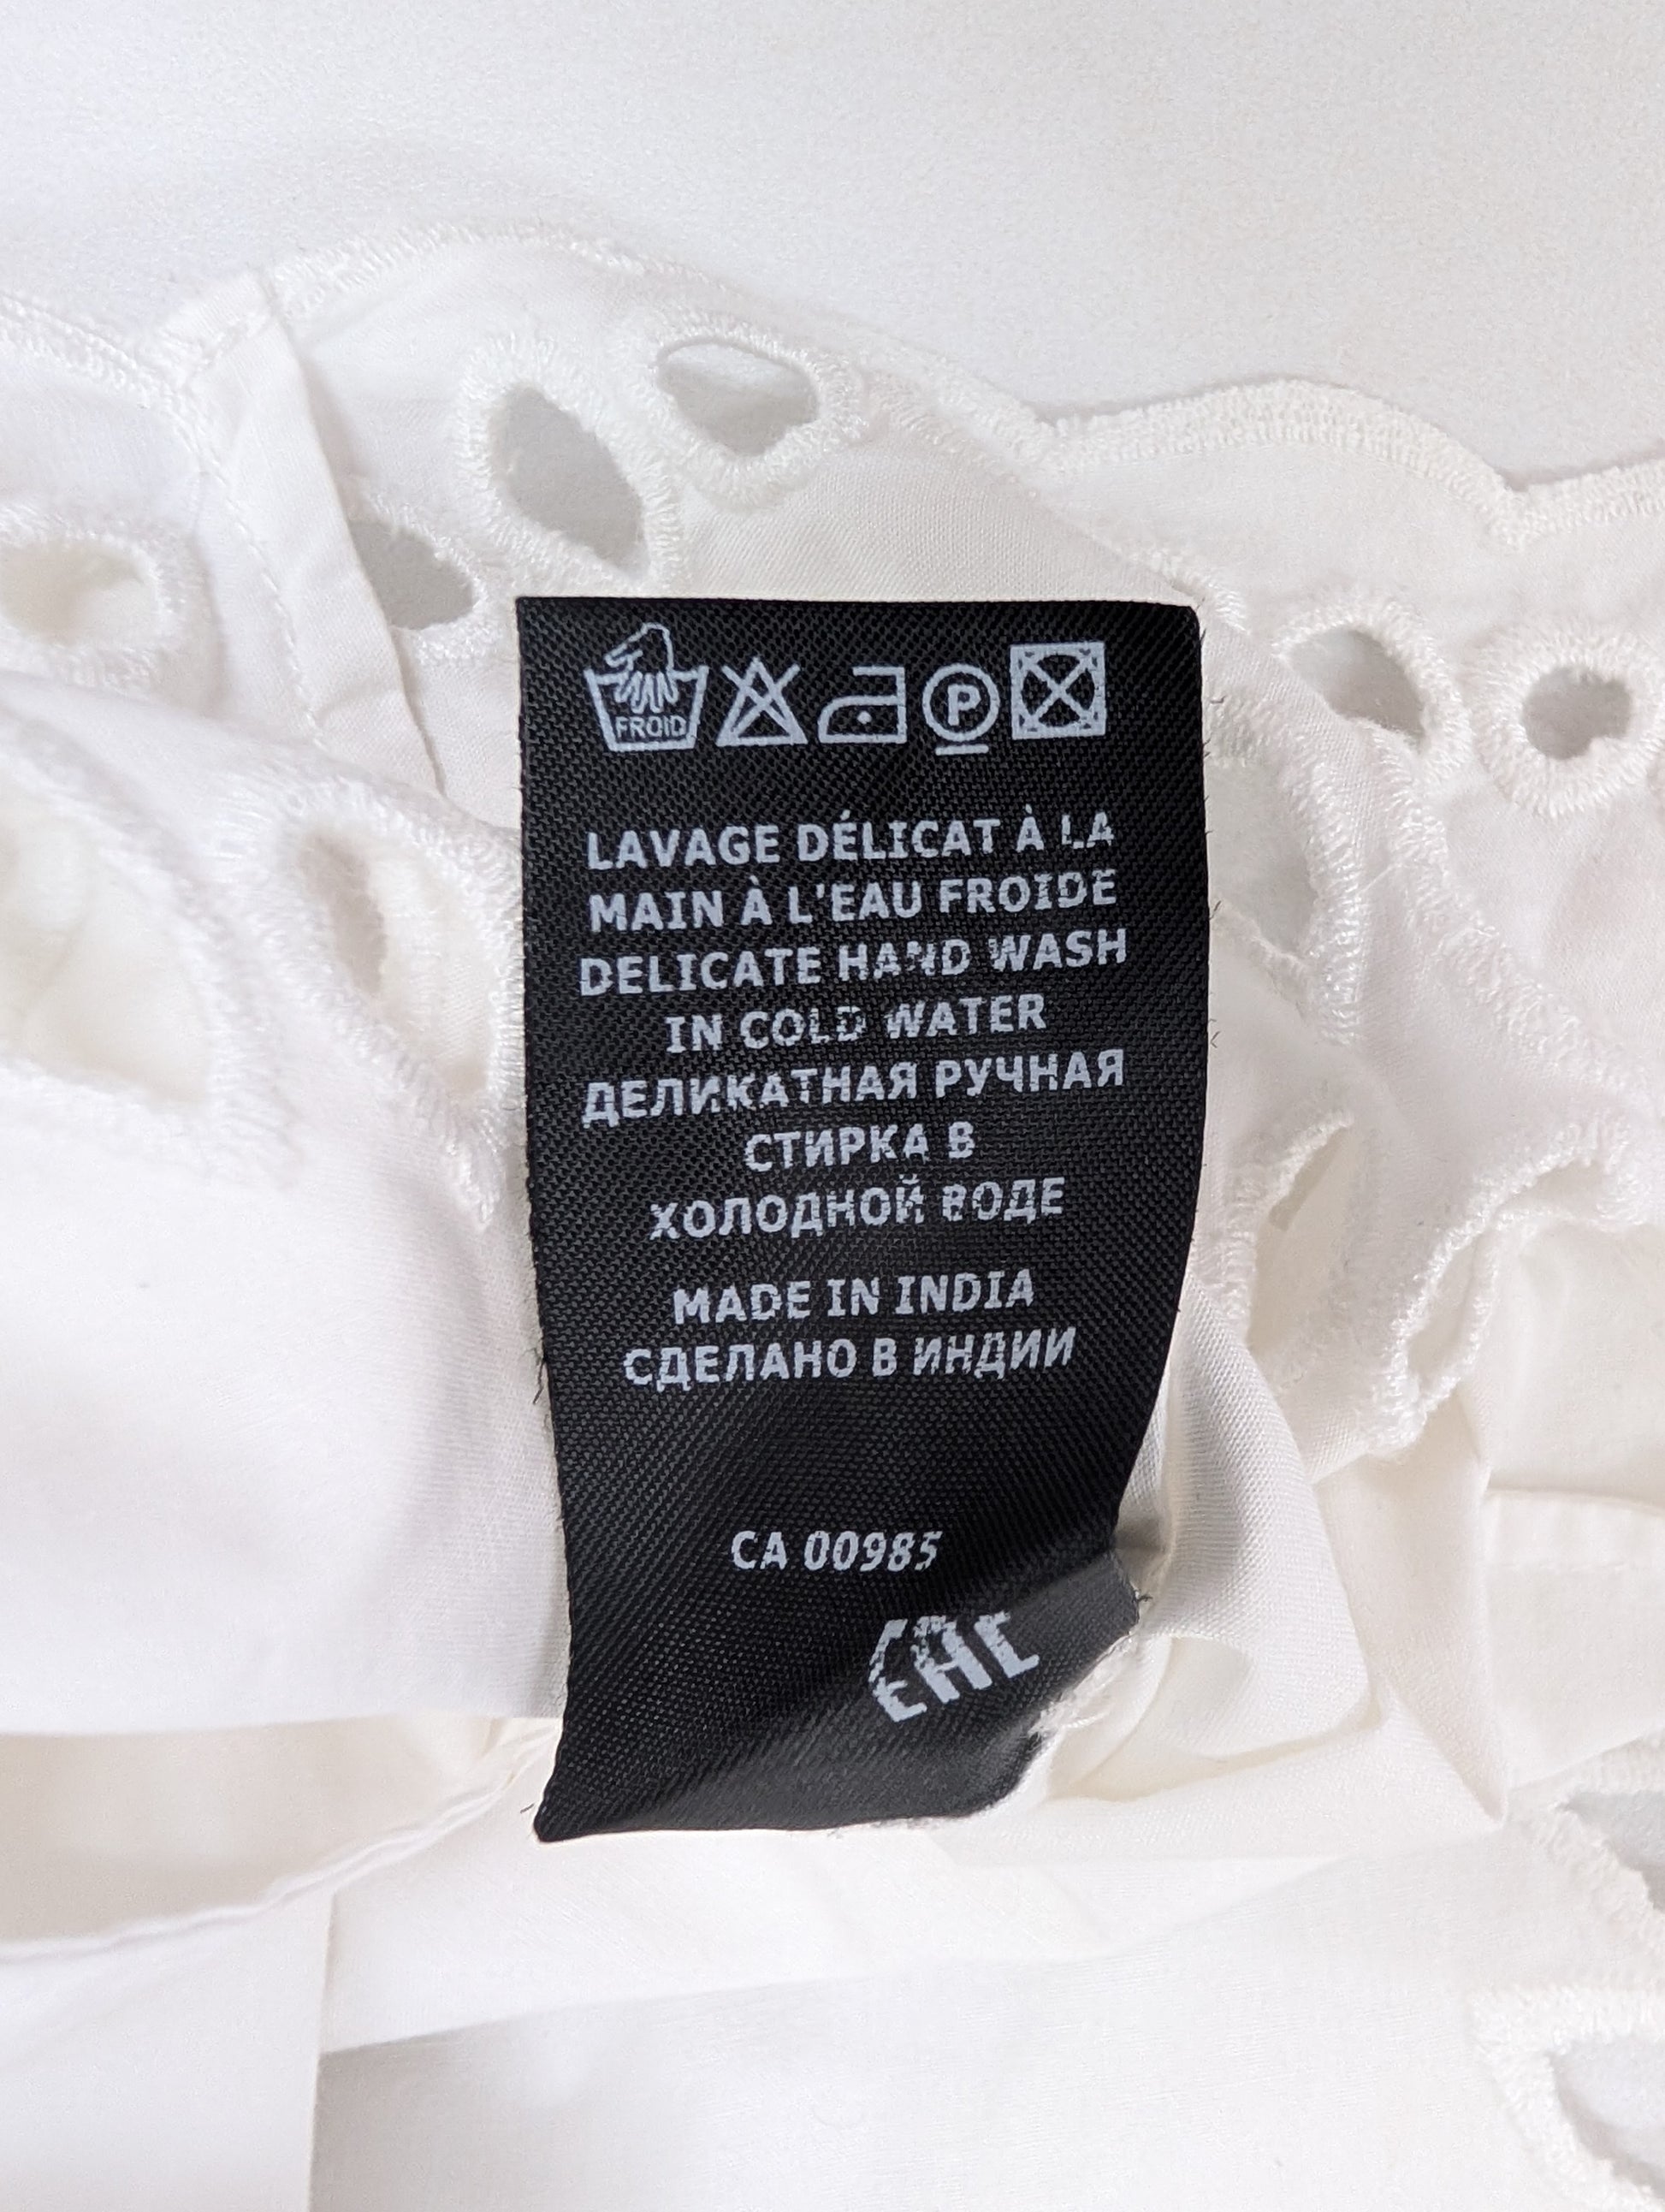 FROID
P
LAVAGE DÉLICAT À LA
MAIN À L'EAU FROIDE
DELICATE HAND WASH
IN COLD WATER
ДЕЛИКАТНАЯ РУЧНАЯ
СТИРКА В
ХОЛОДНОЙ ВОДЕ
MADE IN INDIA
СДЕЛАНО В ИНДИИ
CA 00985
EAC